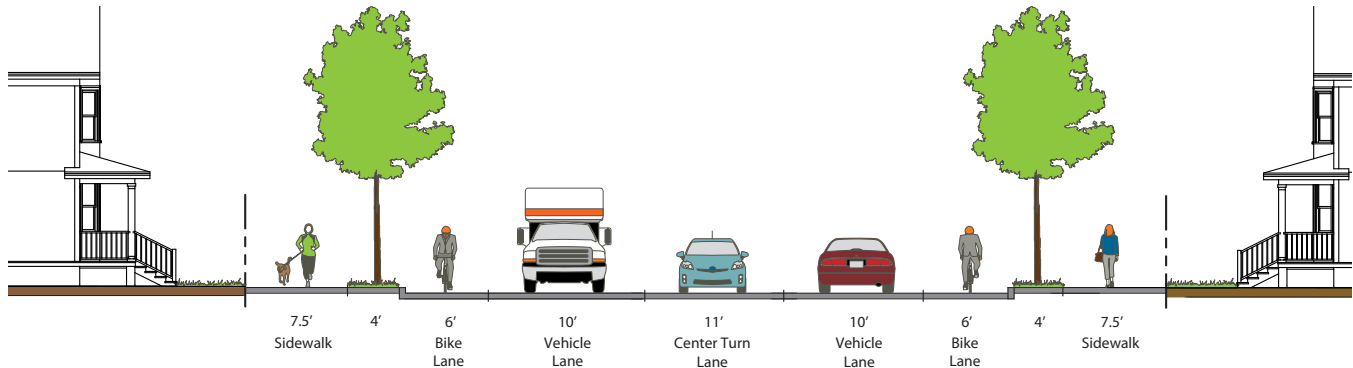 7.5’ 4’ 6’ 10’ 11’ 10’ 6’ 4’ 7.5’
Sidewalk Bike Vehicle Center Turn Vehicle Bike Sidewalk
Lane Lane Lane Lane Lane